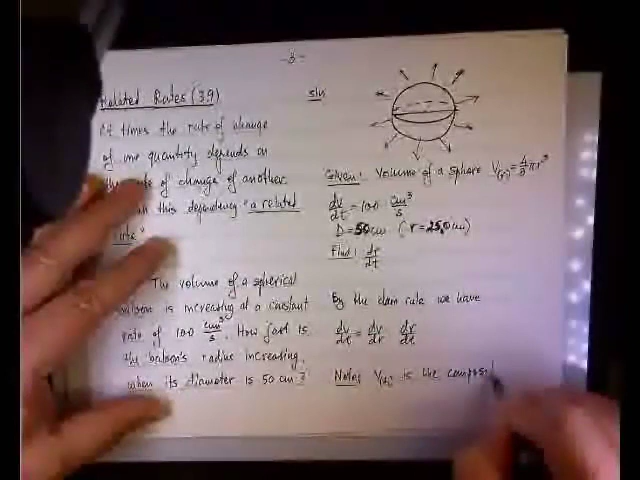 -8-
Related Rates (3.9)
At times the rate of change
of one quantity depends on
the rate of change of another
this dependency "a related
rate"
The volume of a spherical
balloon is increasing at a constant
rate of 100 cm³/s. How fast is
the balloon's radius increasing
when its diameter is 50 cm?
sln
Given: Volume of a sphere V(r) = 4/3 πr³
dv/dt = 100 cm³/s
D = 50 cm (r = 25.0 cm)
Find: dr/dt
By the chain rule we have
dv/dt = dv/dr dr/dt
Note: V(t) is the composi